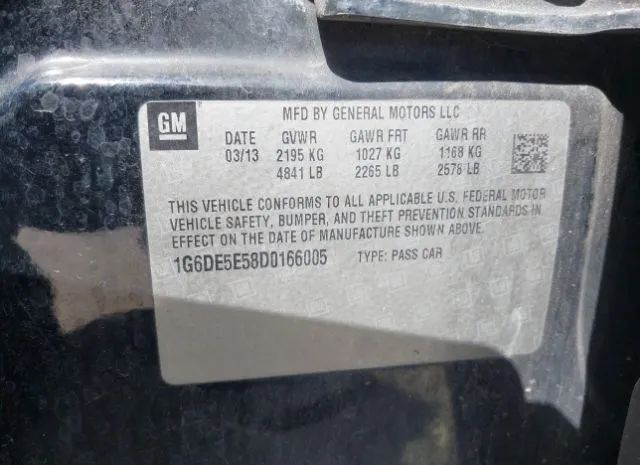 GM
MFD BY GENERAL MOTORS LLC
DATE GVWR GAWR FRT GAWR RR
03/13 2195 KG 1027 KG 1168 KG
4841 LB 2265 LB 2576 LB
THIS VEHICLE CONFORMS TO ALL APPLICABLE U.S. FEDERAL MOTOR
VEHICLE SAFETY, BUMPER, AND THEFT PREVENTION STANDARDS IN
EFFECT ON THE DATE OF MANUFACTURE SHOWN ABOVE.
1G6DE5E58D0166005 TYPE: PASS CAR